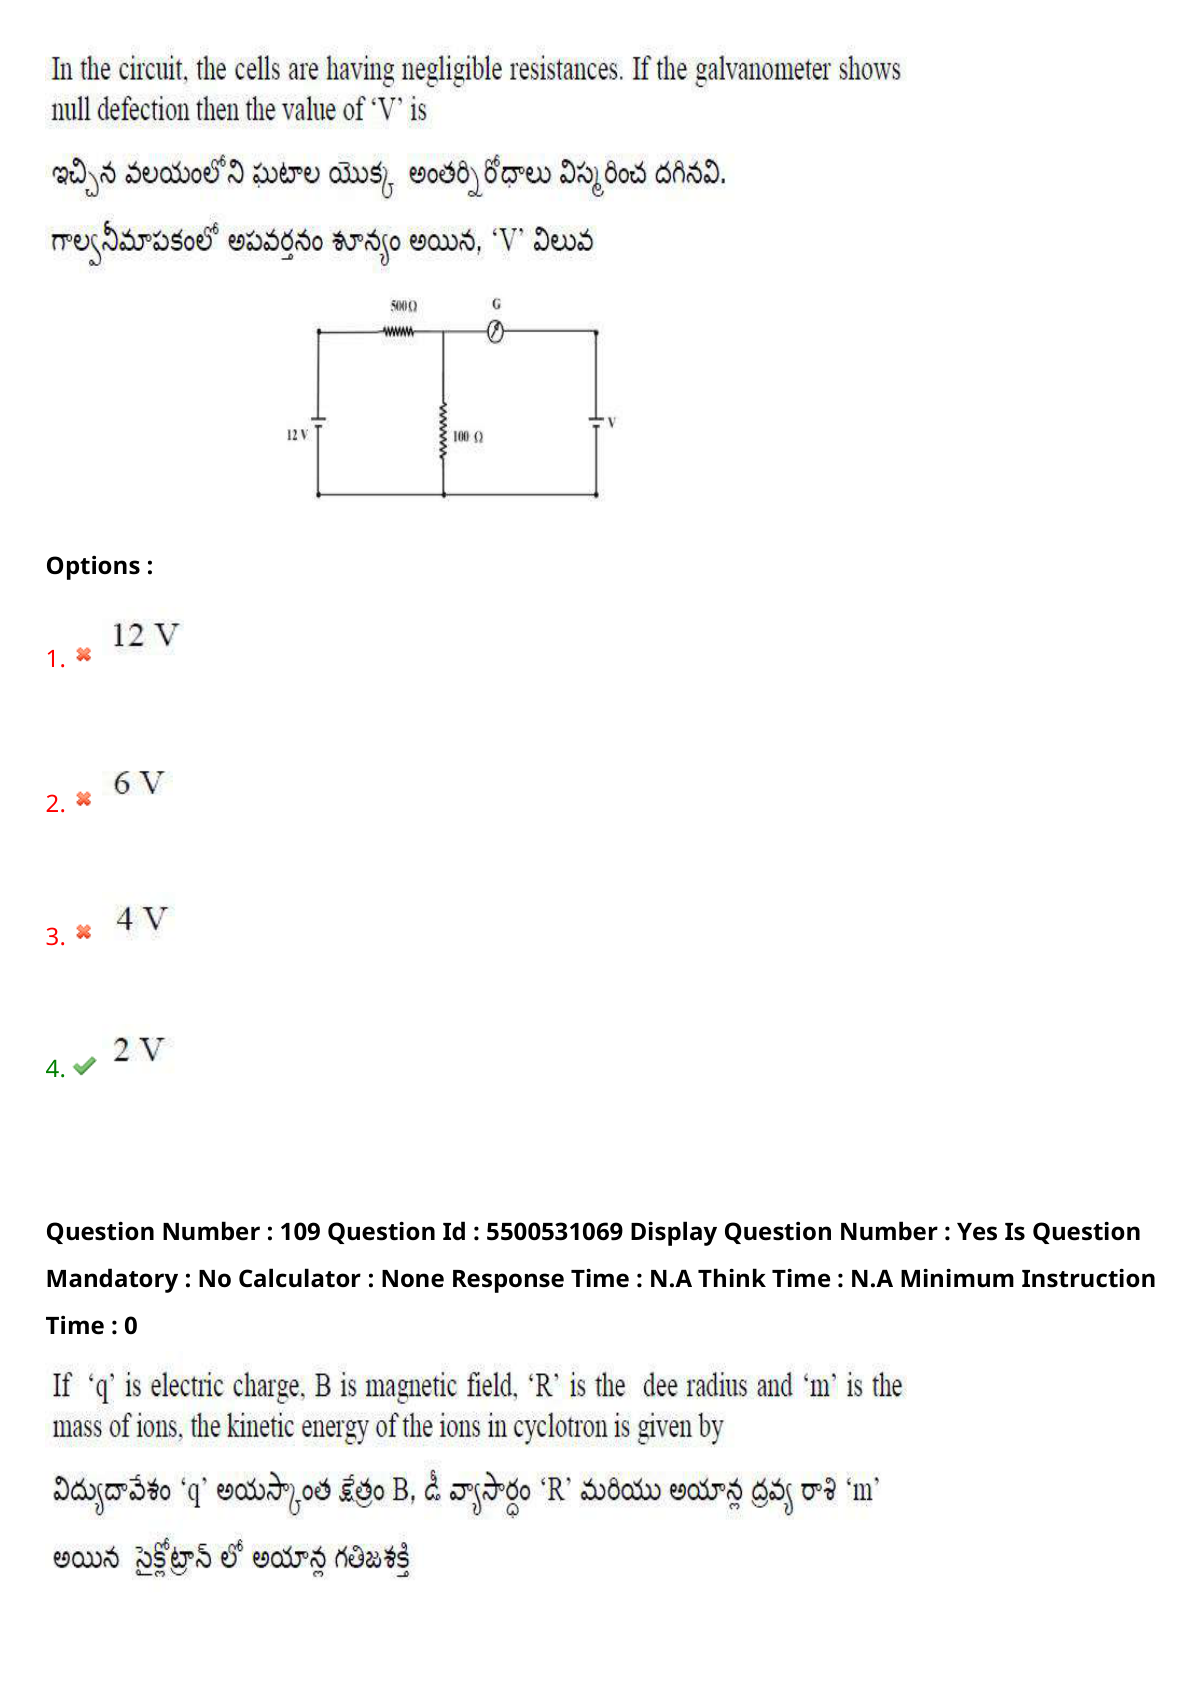 In the circuit, the cells are having negligible resistances. If the galvanometer shows
null defection then the value of ‘V’ is
ఇచ్చిన వలయంలోని ఘటాల యొక్క అంతర్నిరోధాలు విస్మరించ దగినవి.
గాల్వనీమాపకంలో అపవర్తనం శూన్యం అయిన, ‘V’ విలువ
500Ω
G
12 V
100 Ω
V
Options :
1. 12 V
2. 6 V
3. 4 V
4. 2 V
Question Number : 109 Question Id : 5500531069 Display Question Number : Yes Is Question
Mandatory : No Calculator : None Response Time : N.A Think Time : N.A Minimum Instruction
Time : 0
If ‘q’ is electric charge, B is magnetic field, ‘R’ is the dee radius and ‘m’ is the
mass of ions, the kinetic energy of the ions in cyclotron is given by
విద్యుదావేశం ‘q’ అయస్కాంత క్షేత్రం B, డీ వ్యాసార్ధం ‘R’ మరియు అయాన్ల ద్రవ్య రాశి ‘m’
అయిన సైక్లోట్రాన్ లో అయాన్ల గతిజశక్తి